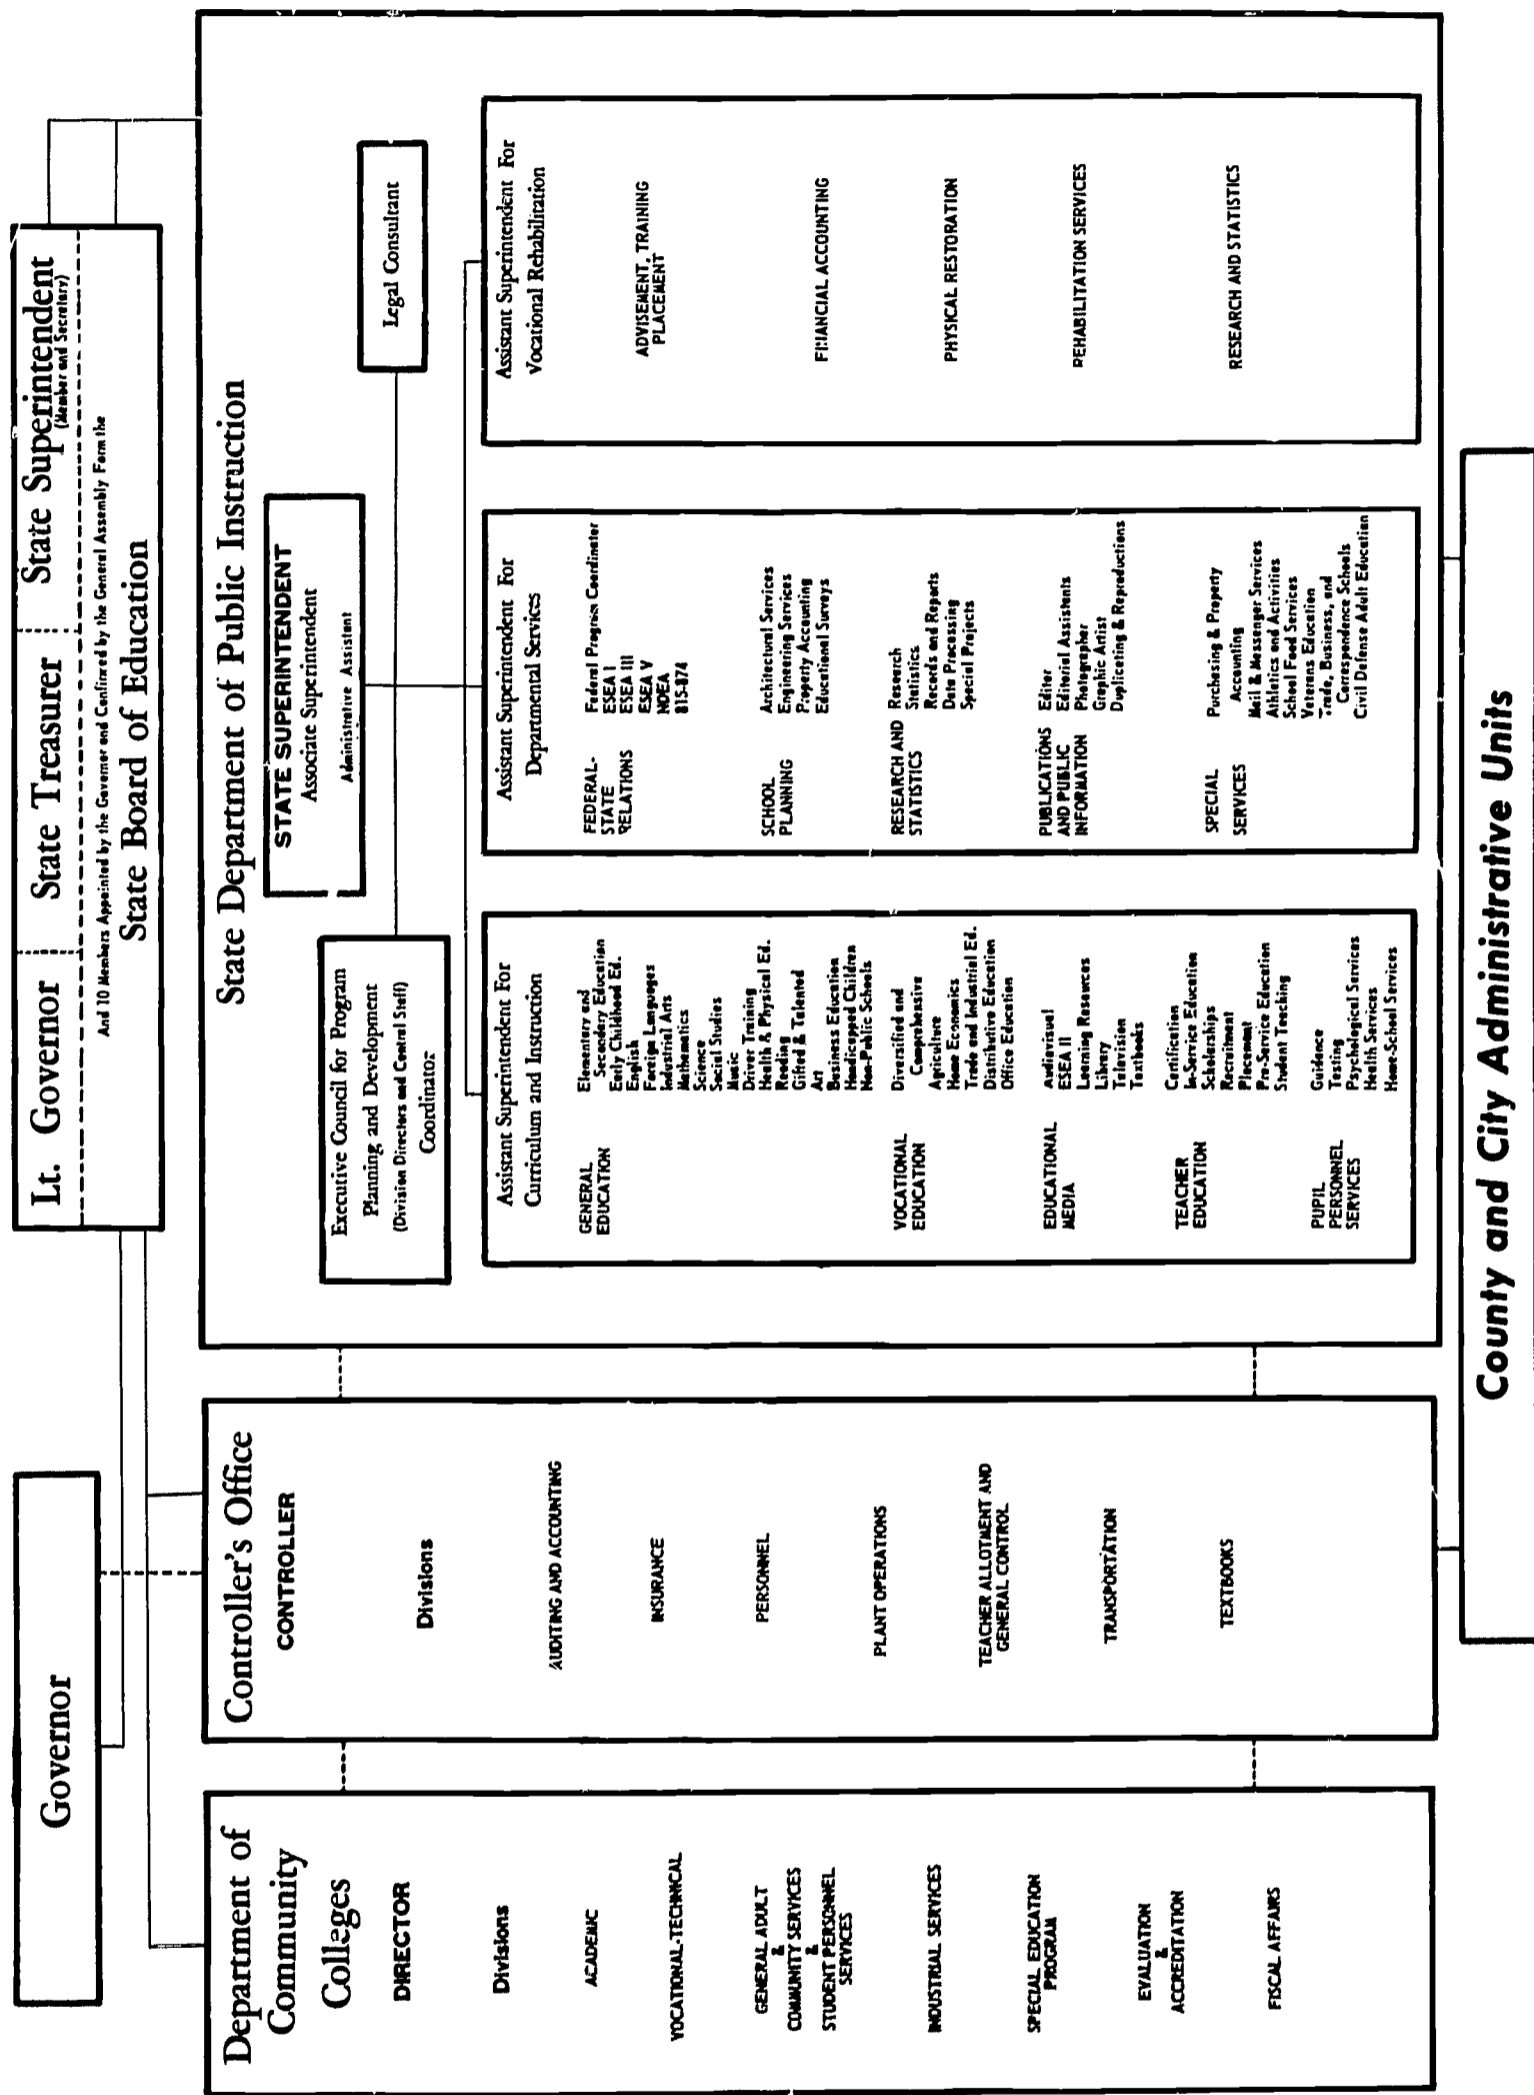 Governor
Lt. Governor
State Treasurer
State Superintendent
(Member and Secretary)
And 10 Members Appointed by the Governor and Confirmed by the General Assembly Form the
State Board of Education
Department of
Community
Colleges
DIRECTOR
Divisions
ACADEMIC
VOCATIONAL-TECHNICAL
GENERAL ADULT
&
COMMUNITY SERVICES
&
STUDENT PERSONNEL
SERVICES
INDUSTRIAL SERVICES
SPECIAL EDUCATION
PROGRAM
EVALUATION
&
ACCREDITATION
FISCAL AFFAIRS
Controller's Office
CONTROLLER
Divisions
AUDITING AND ACCOUNTING
INSURANCE
PERSONNEL
PLANT OPERATIONS
TEACHER ALLOTMENT AND
GENERAL CONTROL
TRANSPORTATION
TEXTBOOKS
State Department of Public Instruction
STATE SUPERINTENDENT
Associate Superintendent
Administrative Assistant
Executive Council for Program
Planning and Development
(Division Directors and Central Staff)
Coordinator
Legal Consultant
Assistant Superintendent For
Curriculum and Instruction
GENERAL
EDUCATION
Elementary and
Secondary Education
Early Childhood Ed.
English
Foreign Languages
Industrial Arts
Mathematics
Science
Social Studies
Music
Driver Training
Health & Physical Ed.
Reading
Gifted & Talented
Art
Business Education
Handicapped Children
Non-Public Schools
VOCATIONAL
EDUCATION
Diversified and
Comprehensive
Agriculture
Home Economics
Trade and Industrial Ed.
Distributive Education
Office Education
EDUCATIONAL
MEDIA
Audiovisual
ESEA II
Learning Resources
Library
Television
Textbooks
TEACHER
EDUCATION
Certification
In-Service Education
Scholarships
Recruitment
Placement
Pre-Service Education
Student Teaching
PUPIL
PERSONNEL
SERVICES
Guidance
Testing
Psychological Services
Health Services
Home-School Services
Assistant Superintendent For
Departmental Services
FEDERAL-
STATE
RELATIONS
Federal Program Coordinator
ESEA I
ESEA III
ESEA V
NDEA
815-874
SCHOOL
PLANNING
Architectural Services
Engineering Services
Property Accounting
Educational Surveys
RESEARCH AND
STATISTICS
Research
Statistics
Records and Reports
Data Processing
Special Projects
PUBLICATIONS
AND PUBLIC
INFORMATION
Editor
Editorial Assistants
Photographer
Graphic Artist
Duplicating & Reproductions
SPECIAL
SERVICES
Purchasing & Property
Accounting
Mail & Messenger Services
Athletics and Activities
School Food Services
Veterans Education
Trade, Business, and
Correspondence Schools
Civil Defense Adult Education
Assistant Superintendent For
Vocational Rehabilitation
ADVISEMENT, TRAINING
PLACEMENT
FINANCIAL ACCOUNTING
PHYSICAL RESTORATION
REHABILITATION SERVICES
RESEARCH AND STATISTICS
County and City Administrative Units